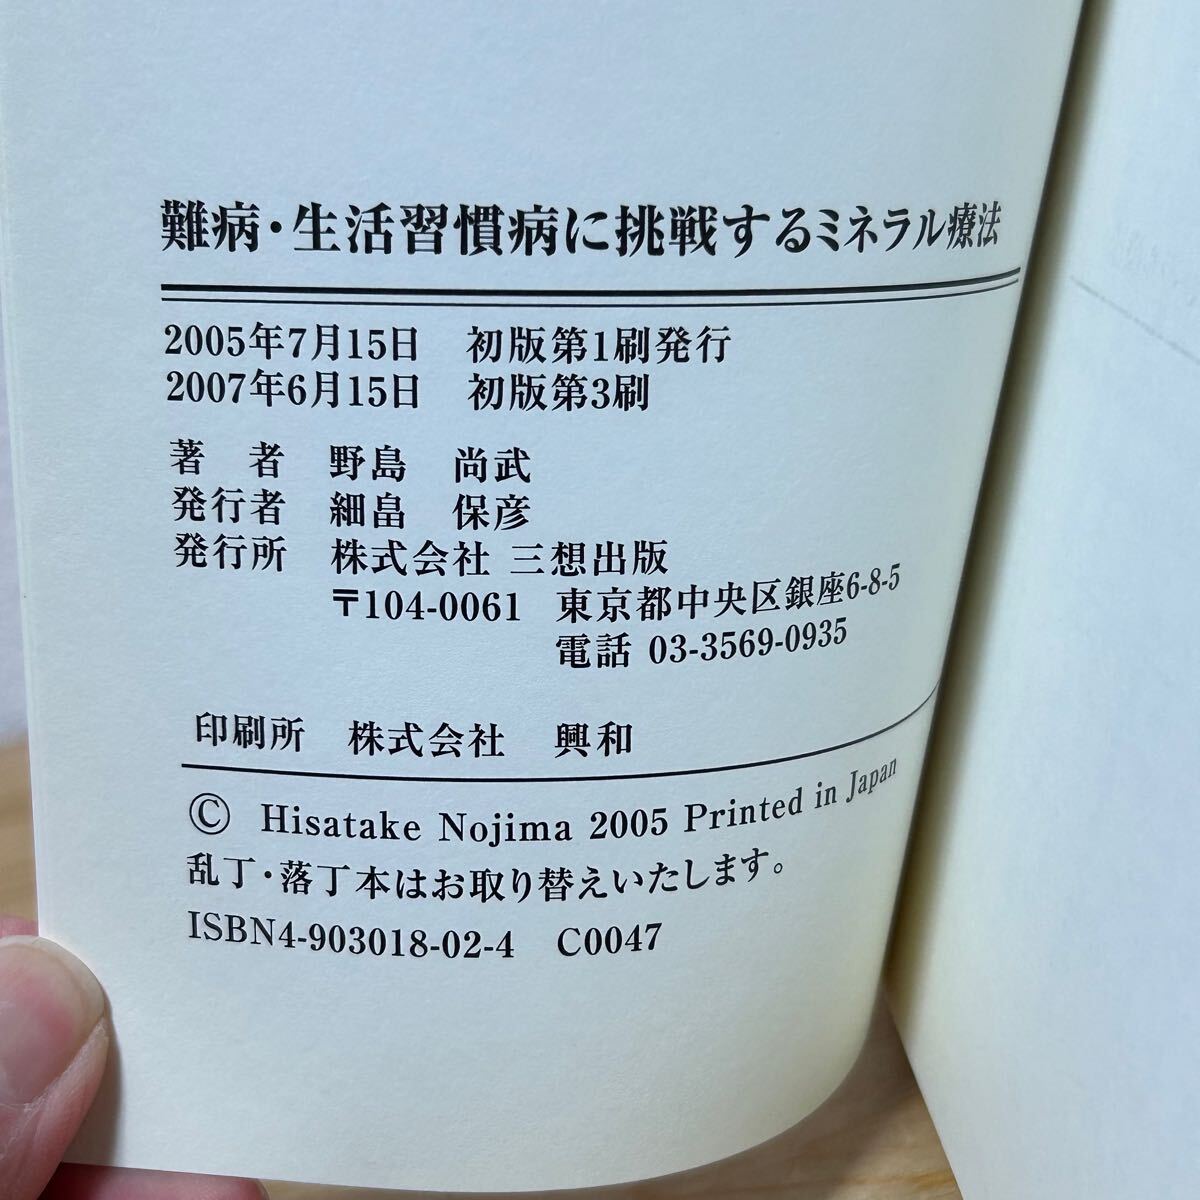 難病・生活習慣病に挑戦するミネラル療法
2005年7月15日　初版第1刷発行
2007年6月15日　初版第3刷
著　者　野島　尚武
発行者　細畠　保彦
発行所　株式会社 三想出版
〒104-0061　東京都中央区銀座6-8-5
電話 03-3569-0935
印刷所　株式会社　興和
© Hisatake Nojima 2005 Printed in Japan
乱丁・落丁本はお取り替えいたします。
ISBN4-903018-02-4　C0047